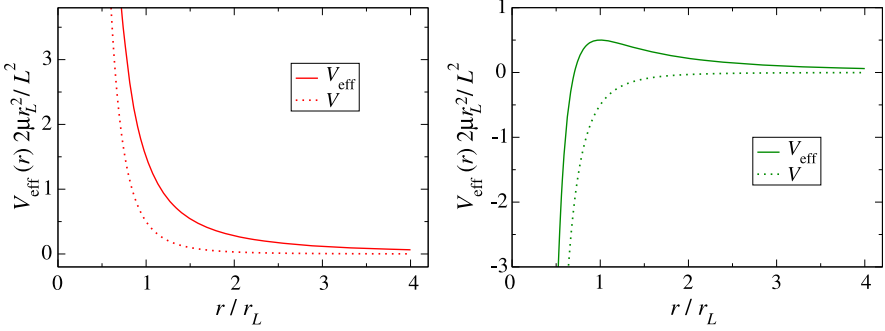 V_eff (r) 2μr_L^2 / L^2
3
2
1
0
V_eff
V
0
1
2
3
4
r / r_L
V_eff (r) 2μr_L^2 / L^2
1
0
-1
-2
-3
V_eff
V
0
1
2
3
4
r / r_L